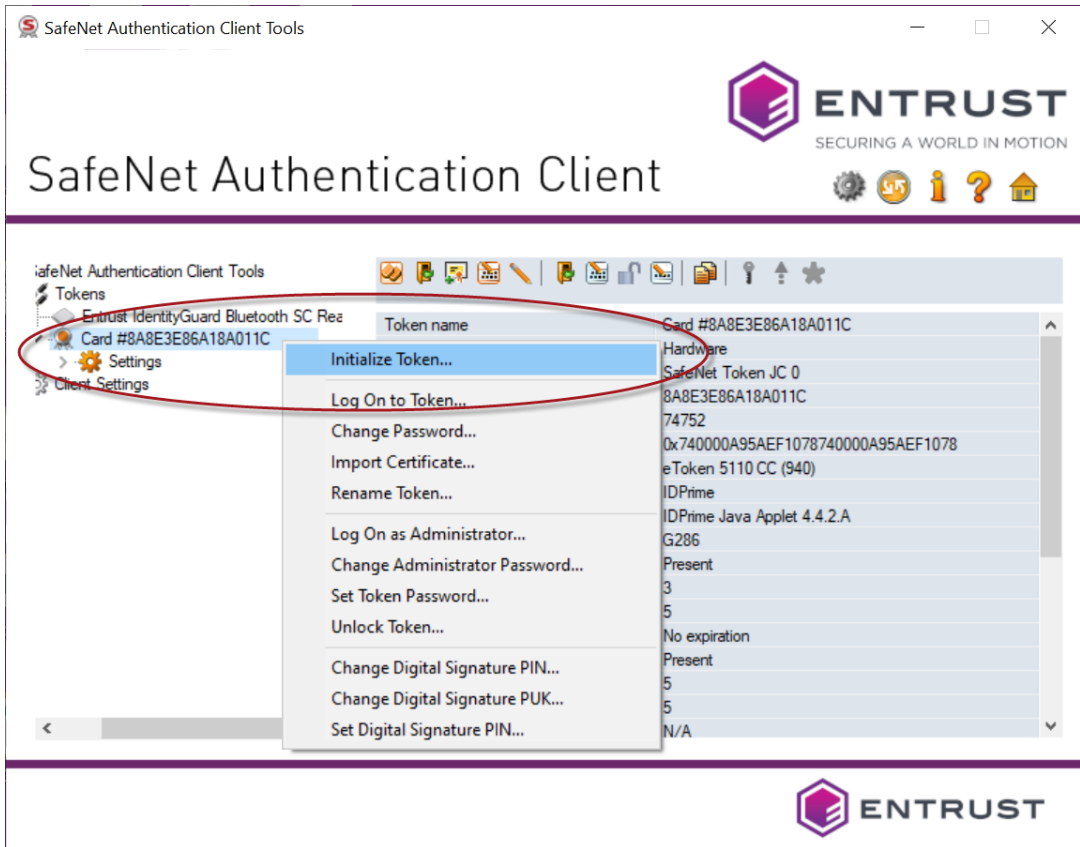 SafeNet Authentication Client Tools
ENTRUST
SECURING A WORLD IN MOTION
SafeNet Authentication Client
SafeNet Authentication Client Tools
Tokens
Entrust IdentityGuard Bluetooth SC Rea
Card #8A8E3E86A18A011C
Settings
Client Settings
Token name
Card #8A8E3E86A18A011C
Hardware
SafeNet Token JC 0
8A8E3E86A18A011C
74752
0x740000A95AEF1078740000A95AEF1078
eToken 5110 CC (940)
IDPrime
IDPrime Java Applet 4.4.2.A
G286
Present
3
5
No expiration
Present
5
5
N/A
Initialize Token...
Log On to Token...
Change Password...
Import Certificate...
Rename Token...
Log On as Administrator...
Change Administrator Password...
Set Token Password...
Unlock Token...
Change Digital Signature PIN...
Change Digital Signature PUK...
Set Digital Signature PIN...
ENTRUST